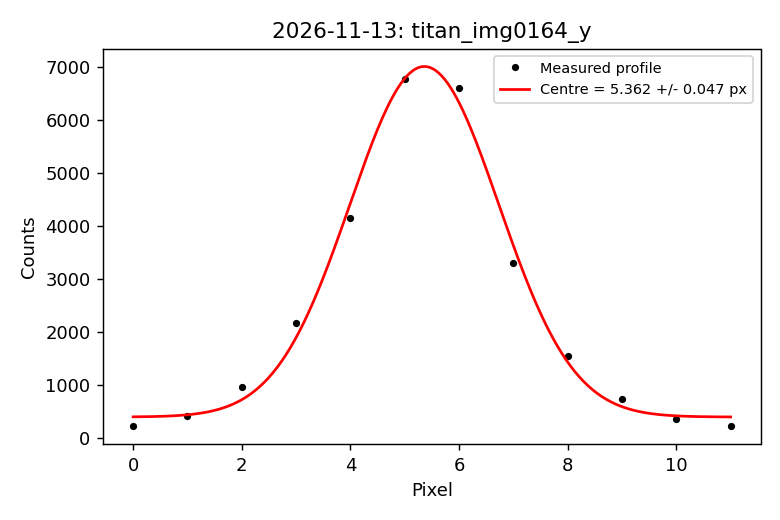 2026-11-13: titan_img0164_y
Measured profile
Centre = 5.362 +/- 0.047 px
7000
6000
5000
4000
3000
2000
1000
0
Counts
0 2 4 6 8 10
Pixel